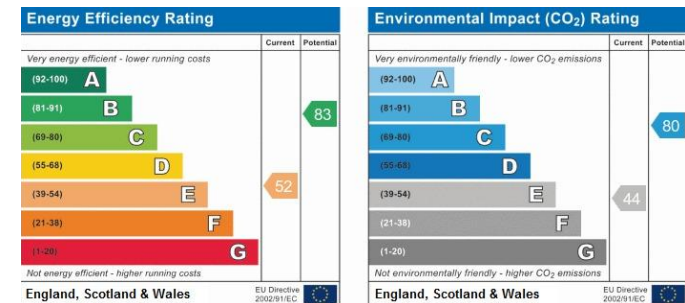 Energy Efficiency Rating
Current Potential
Very energy efficient - lower running costs
(92-100) A
(81-91) B
83
(69-80) C
(55-68) D
(39-54) E
52
(21-38) F
(1-20) G
Not energy efficient - higher running costs
England, Scotland & Wales
EU Directive
2002/91/EC
Environmental Impact (CO₂) Rating
Current Potential
Very environmentally friendly - lower CO₂ emissions
(92-100) A
(81-91) B
(69-80) C
80
(55-68) D
(39-54) E
44
(21-38) F
(1-20) G
Not environmentally friendly - higher CO₂ emissions
England, Scotland & Wales
EU Directive
2002/91/EC